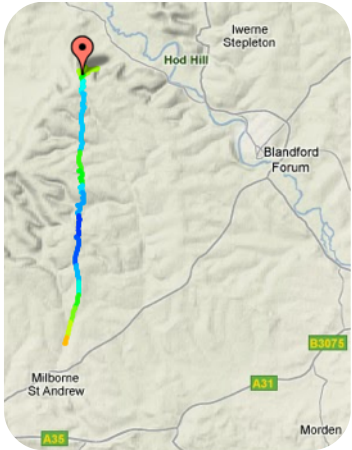 Iwerne
Stepleton
Hod Hill
Blandford
Forum
B3075
Milborne
St Andrew
A31
Morden
A35